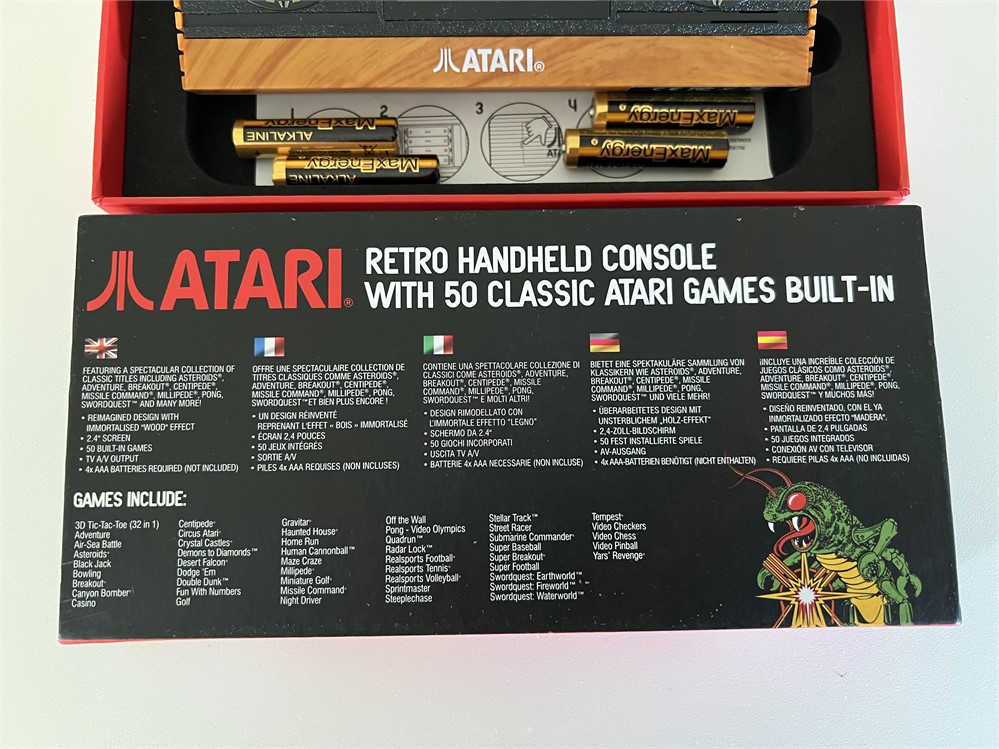 ATARI®
1 2 3 4
MaxEnergy
ALKALINE
MaxEnergy
ALKALINE
MaxEnergy
MaxEnergy
ATARI®
RETRO HANDHELD CONSOLE
WITH 50 CLASSIC ATARI GAMES BUILT-IN
FEATURING A SPECTACULAR COLLECTION OF
CLASSIC TITLES INCLUDING ASTEROIDS®,
ADVENTURE, BREAKOUT®, CENTIPEDE®,
MISSILE COMMAND®, MILLIPEDE®, PONG,
SWORDQUEST™ AND MANY MORE!
• REIMAGINED DESIGN WITH
IMMORTALISED "WOOD" EFFECT
• 2.4" SCREEN
• 50 BUILT-IN GAMES
• TV A/V OUTPUT
• 4x AAA BATTERIES REQUIRED (NOT INCLUDED)
OFFRE UNE SPECTACULAIRE COLLECTION DE
TITRES CLASSIQUES COMME ASTEROIDS®,
ADVENTURE, BREAKOUT®, CENTIPEDE®,
MISSILE COMMAND®, MILLIPEDE®, PONG,
SWORDQUEST™ ET BIEN PLUS ENCORE !
• UN DESIGN RÉINVENTÉ
REPRENANT L'EFFET « BOIS » IMMORTALISÉ
• ÉCRAN 2,4 POUCES
• 50 JEUX INTÉGRÉS
• SORTIE A/V
• PILES 4x AAA REQUISES (NON INCLUSES)
CONTIENE UNA SPETTACOLARE COLLEZIONE DI
CLASSICI COME ASTEROIDS®, ADVENTURE,
BREAKOUT®, CENTIPEDE®, MISSILE
COMMAND®, MILLIPEDE®, PONG,
SWORDQUEST™ E MOLTI ALTRI!
• DESIGN RIMODELLATO CON
L'IMMORTALE EFFETTO "LEGNO"
• SCHERMO DA 2.4"
• 50 GIOCHI INCORPORATI
• USCITA TV A/V
• BATTERIE 4x AAA NECESSARIE (NON INCLUSE)
BIETET EINE SPEKTAKULÄRE SAMMLUNG VON
KLASSIKERN WIE ASTEROIDS®, ADVENTURE,
BREAKOUT®, CENTIPEDE®, MISSILE
COMMAND®, MILLIPEDE®, PONG,
SWORDQUEST™ UND VIELE MEHR!
• ÜBERARBEITETES DESIGN MIT
UNSTERBLICHEM „HOLZ-EFFEKT"
• 2,4-ZOLL-BILDSCHIRM
• 50 FEST INSTALLIERTE SPIELE
• AV-AUSGANG
• 4x AAA-BATTERIEN BENÖTIGT (NICHT ENTHALTEN)
¡INCLUYE UNA INCREÍBLE COLECCIÓN DE
JUEGOS CLÁSICOS COMO ASTEROIDS®,
ADVENTURE, BREAKOUT®, CENTIPEDE®,
MISSILE COMMAND®, MILLIPEDE®, PONG,
SWORDQUEST™ Y MUCHOS MÁS!
• DISEÑO REINVENTADO, CON EL YA
INMORTALIZADO EFECTO "MADERA".
• PANTALLA DE 2,4 PULGADAS
• 50 JUEGOS INTEGRADOS
• CONEXIÓN AV CON TELEVISOR
• REQUIERE PILAS 4x AAA (NO INCLUIDAS)
GAMES INCLUDE:
3D Tic-Tac-Toe (32 in 1)
Adventure
Air-Sea Battle
Asteroids®
Black Jack
Bowling
Breakout®
Canyon Bomber®
Casino
Centipede®
Circus Atari®
Crystal Castles®
Demons to Diamonds™
Desert Falcon®
Dodge 'Em
Double Dunk™
Fun With Numbers
Golf
Gravitar®
Haunted House®
Home Run
Human Cannonball™
Maze Craze
Millipede®
Miniature Golf®
Missile Command®
Night Driver
Off the Wall
Pong - Video Olympics
Quadrun™
Radar Lock™
Realsports Football®
Realsports Tennis®
Realsports Volleyball®
Sprintmaster
Steeplechase
Stellar Track™
Street Racer
Submarine Commander®
Super Baseball
Super Breakout®
Super Football
Swordquest: Earthworld™
Swordquest: Fireworld™
Swordquest: Waterworld™
Tempest®
Video Checkers
Video Chess
Video Pinball
Yars' Revenge®